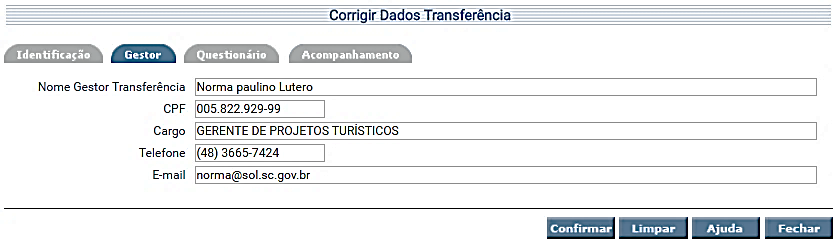 Corrigir Dados Transferência
Identificação Gestor Questionário Acompanhamento
Nome Gestor Transferência Norma paulino Lutero
CPF 005.822.929-99
Cargo GERENTE DE PROJETOS TURÍSTICOS
Telefone (48) 3665-7424
E-mail norma@sol.sc.gov.br
Confirmar Limpar Ajuda Fechar